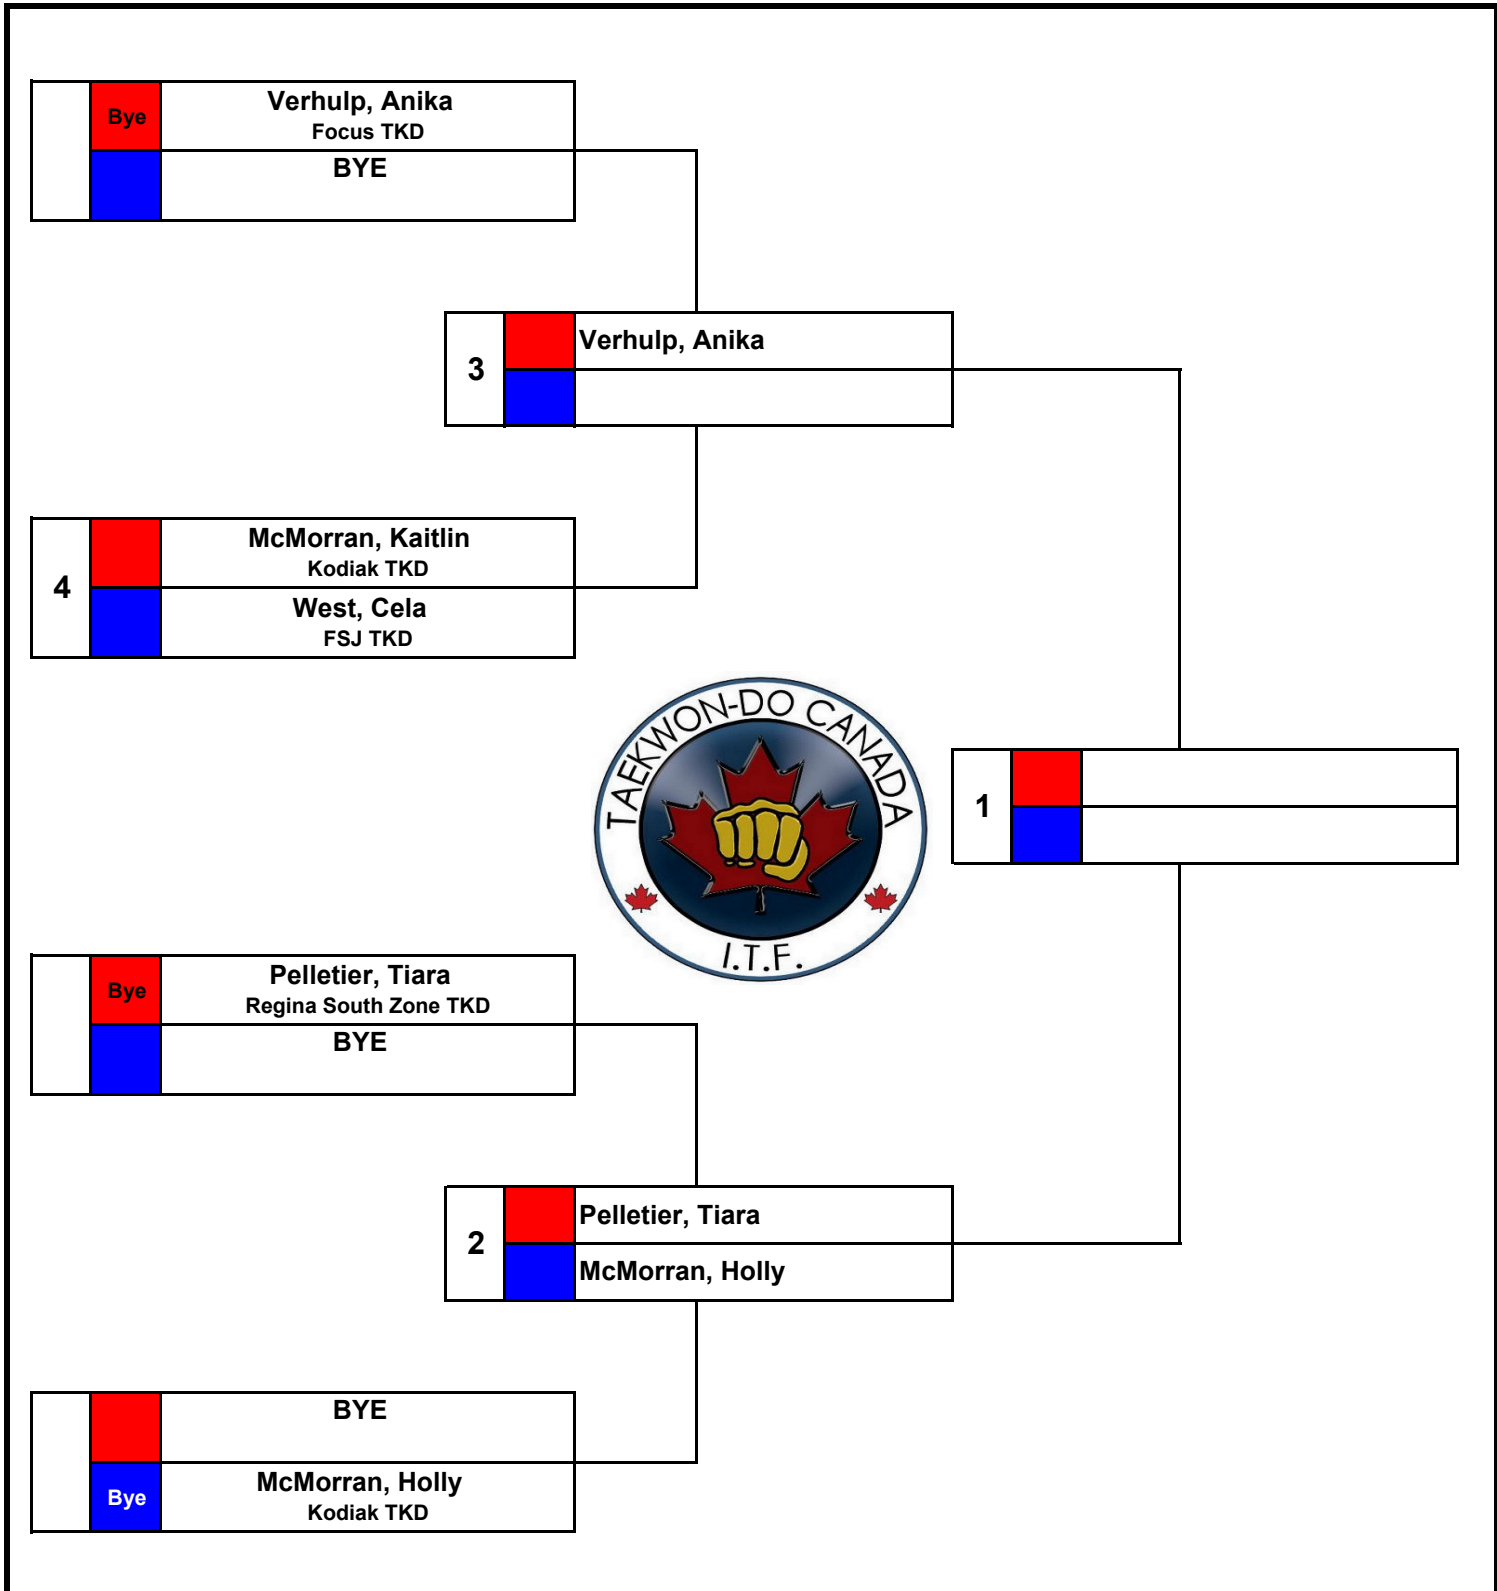 Bye
Verhulp, Anika
Focus TKD
BYE
3
Verhulp, Anika
4
McMorran, Kaitlin
Kodiak TKD
West, Cela
FSJ TKD
TAEKWON-DO CANADA
I.T.F.
1
Bye
Pelletier, Tiara
Regina South Zone TKD
BYE
2
Pelletier, Tiara
McMorran, Holly
BYE
Bye
McMorran, Holly
Kodiak TKD